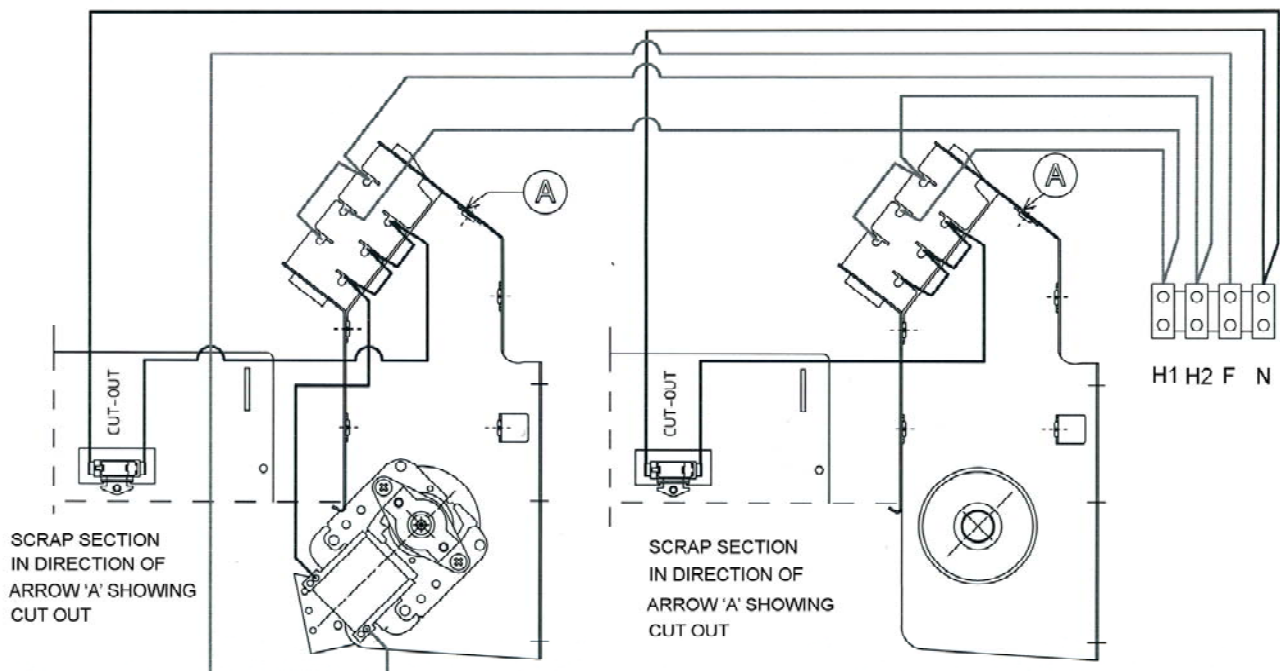 A
A
H1 H2 F N
CUT-OUT
CUT-OUT
SCRAP SECTION
IN DIRECTION OF
ARROW 'A' SHOWING
CUT OUT
SCRAP SECTION
IN DIRECTION OF
ARROW 'A' SHOWING
CUT OUT